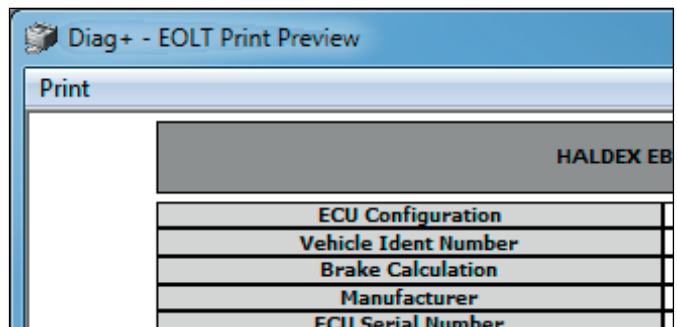 Diag+ - EOLT Print Preview
Print
HALDEX EB
ECU Configuration
Vehicle Ident Number
Brake Calculation
Manufacturer
ECU Serial Number